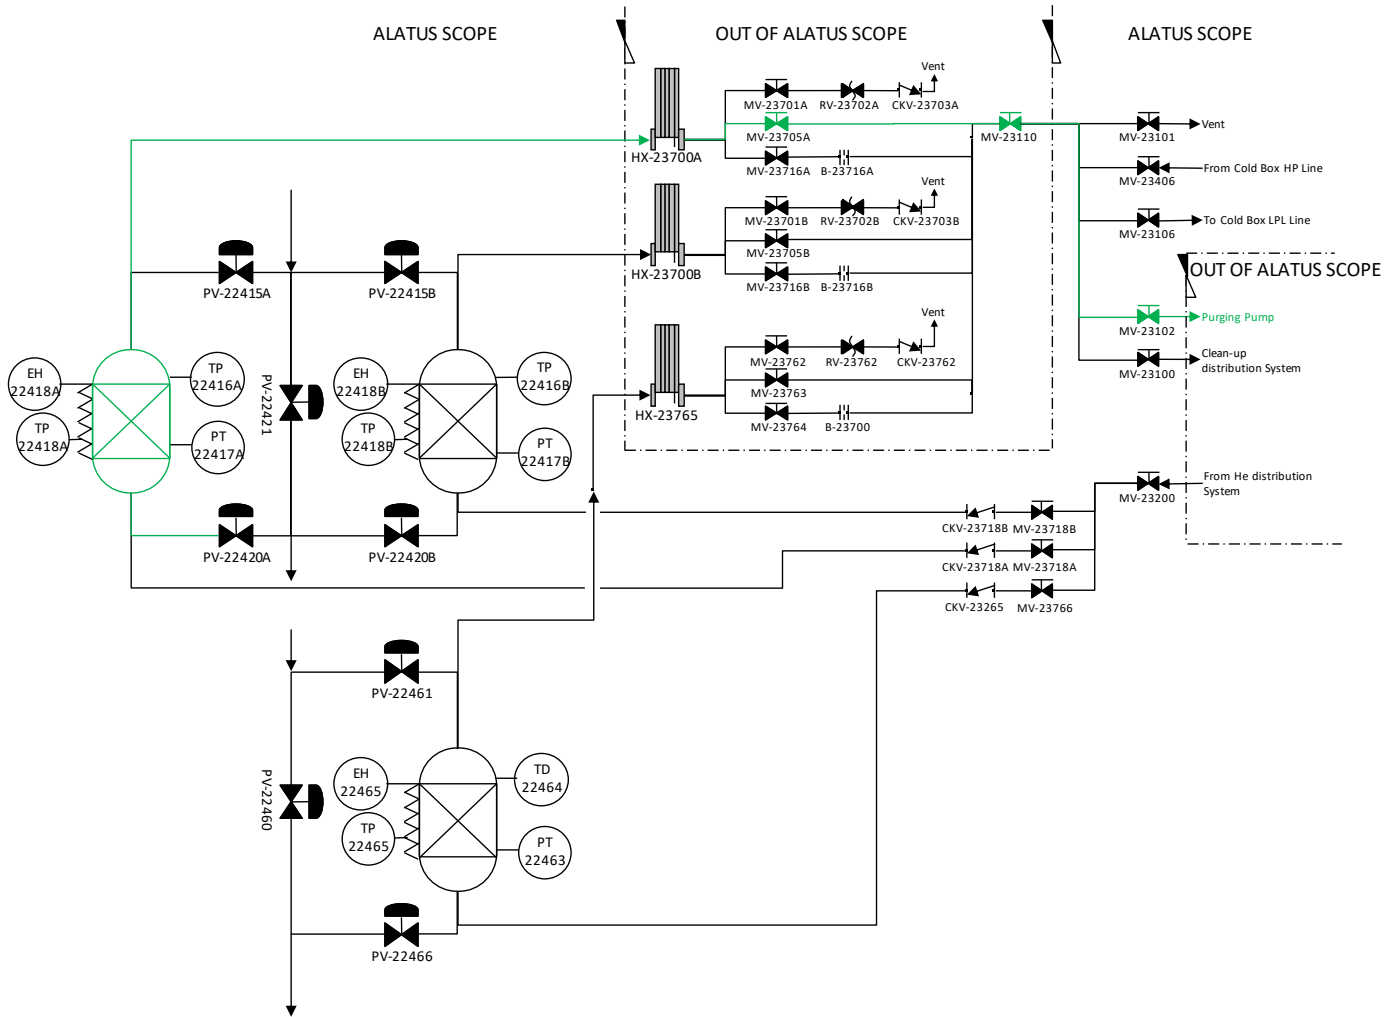 ALATUS SCOPE
OUT OF ALATUS SCOPE
ALATUS SCOPE
Vent
MV-23701A
RV-23702A
CKV-23703A
MV-23705A
MV-23110
MV-23101
Vent
HX-23700A
MV-23716A
B-23716A
MV-23406
From Cold Box HP Line
Vent
MV-23701B
RV-23702B
CKV-23703B
MV-23106
To Cold Box LPL Line
MV-23705B
HX-23700B
MV-23716B
B-23716B
OUT OF ALATUS SCOPE
PV-22415A
PV-22415B
Vent
MV-23102
Purging Pump
MV-23762
RV-23762
CKV-23762
MV-23100
Clean-up
distribution System
MV-23763
HX-23765
MV-23764
B-23700
EH
22418A
TP
22416A
PV-22421
EH
22418B
TP
22416B
TP
22418A
PT
22417A
TP
22418B
PT
22417B
MV-23200
From He distribution
System
CKV-23718B
MV-23718B
PV-22420A
PV-22420B
CKV-23718A
MV-23718A
CKV-23265
MV-23766
PV-22461
PV-22460
EH
22465
TD
22464
TP
22465
PT
22463
PV-22466